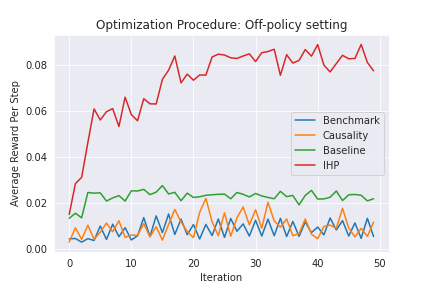 Optimization Procedure: Off-policy setting
Average Reward Per Step
0.08
0.06
0.04
0.02
0.00
Benchmark
Causality
Baseline
IHP
0 10 20 30 40 50
Iteration